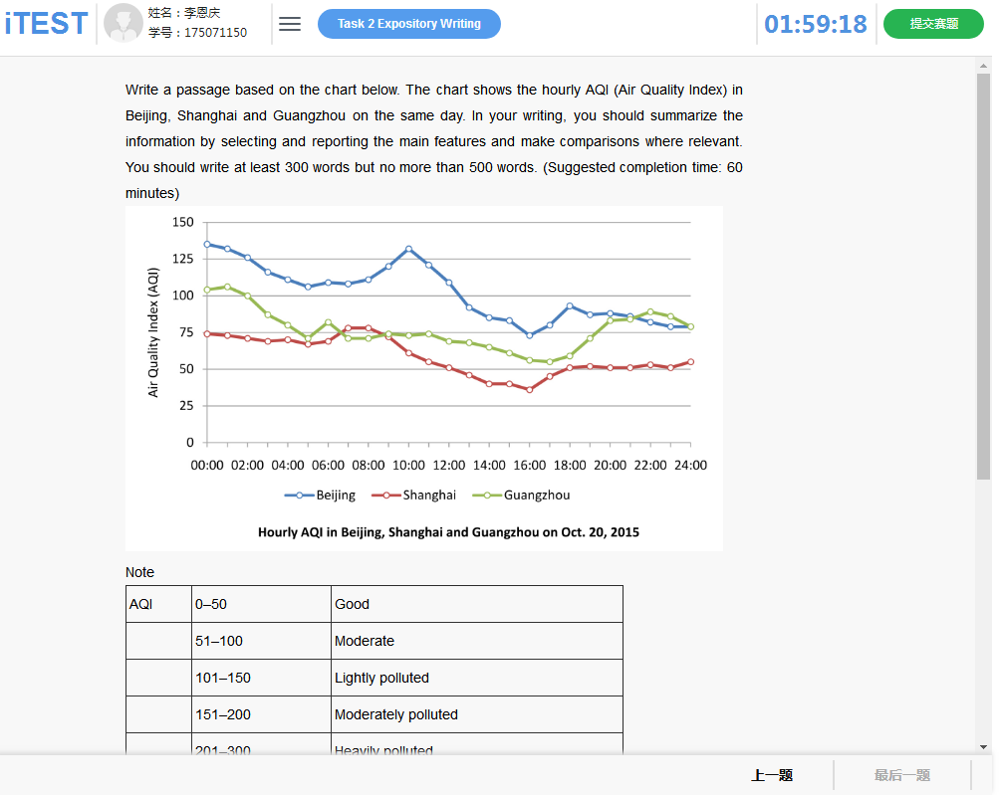 iTEST
姓名：李恩庆
学号：175071150
Task 2 Expository Writing
01:59:18
提交赛题
Write a passage based on the chart below. The chart shows the hourly AQI (Air Quality Index) in
Beijing, Shanghai and Guangzhou on the same day. In your writing, you should summarize the
information by selecting and reporting the main features and make comparisons where relevant.
You should write at least 300 words but no more than 500 words. (Suggested completion time: 60
minutes)
150
125
100
75
50
25
0
Air Quality Index (AQI)
00:00 02:00 04:00 06:00 08:00 10:00 12:00 14:00 16:00 18:00 20:00 22:00 24:00
Beijing Shanghai Guangzhou
Hourly AQI in Beijing, Shanghai and Guangzhou on Oct. 20, 2015
Note
AQI 0–50 Good
51–100 Moderate
101–150 Lightly polluted
151–200 Moderately polluted
201–300 Heavily polluted
上一题 最后一题